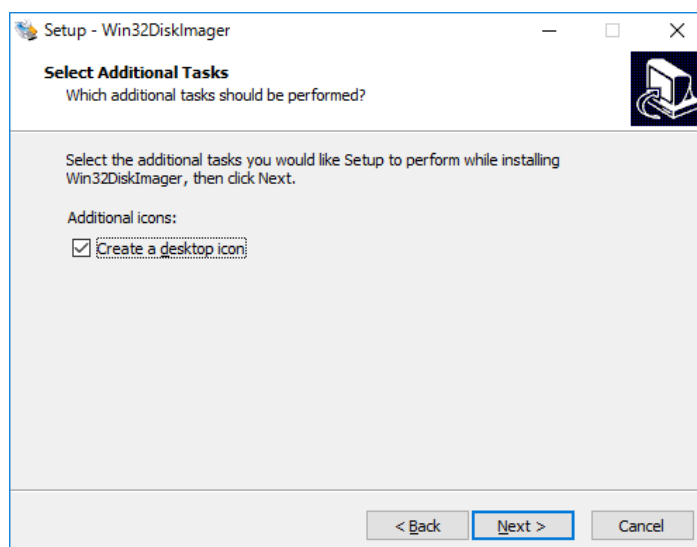 Setup - Win32DiskImager
Select Additional Tasks
Which additional tasks should be performed?
Select the additional tasks you would like Setup to perform while installing
Win32DiskImager, then click Next.
Additional icons:
Create a desktop icon
< Back
Next >
Cancel